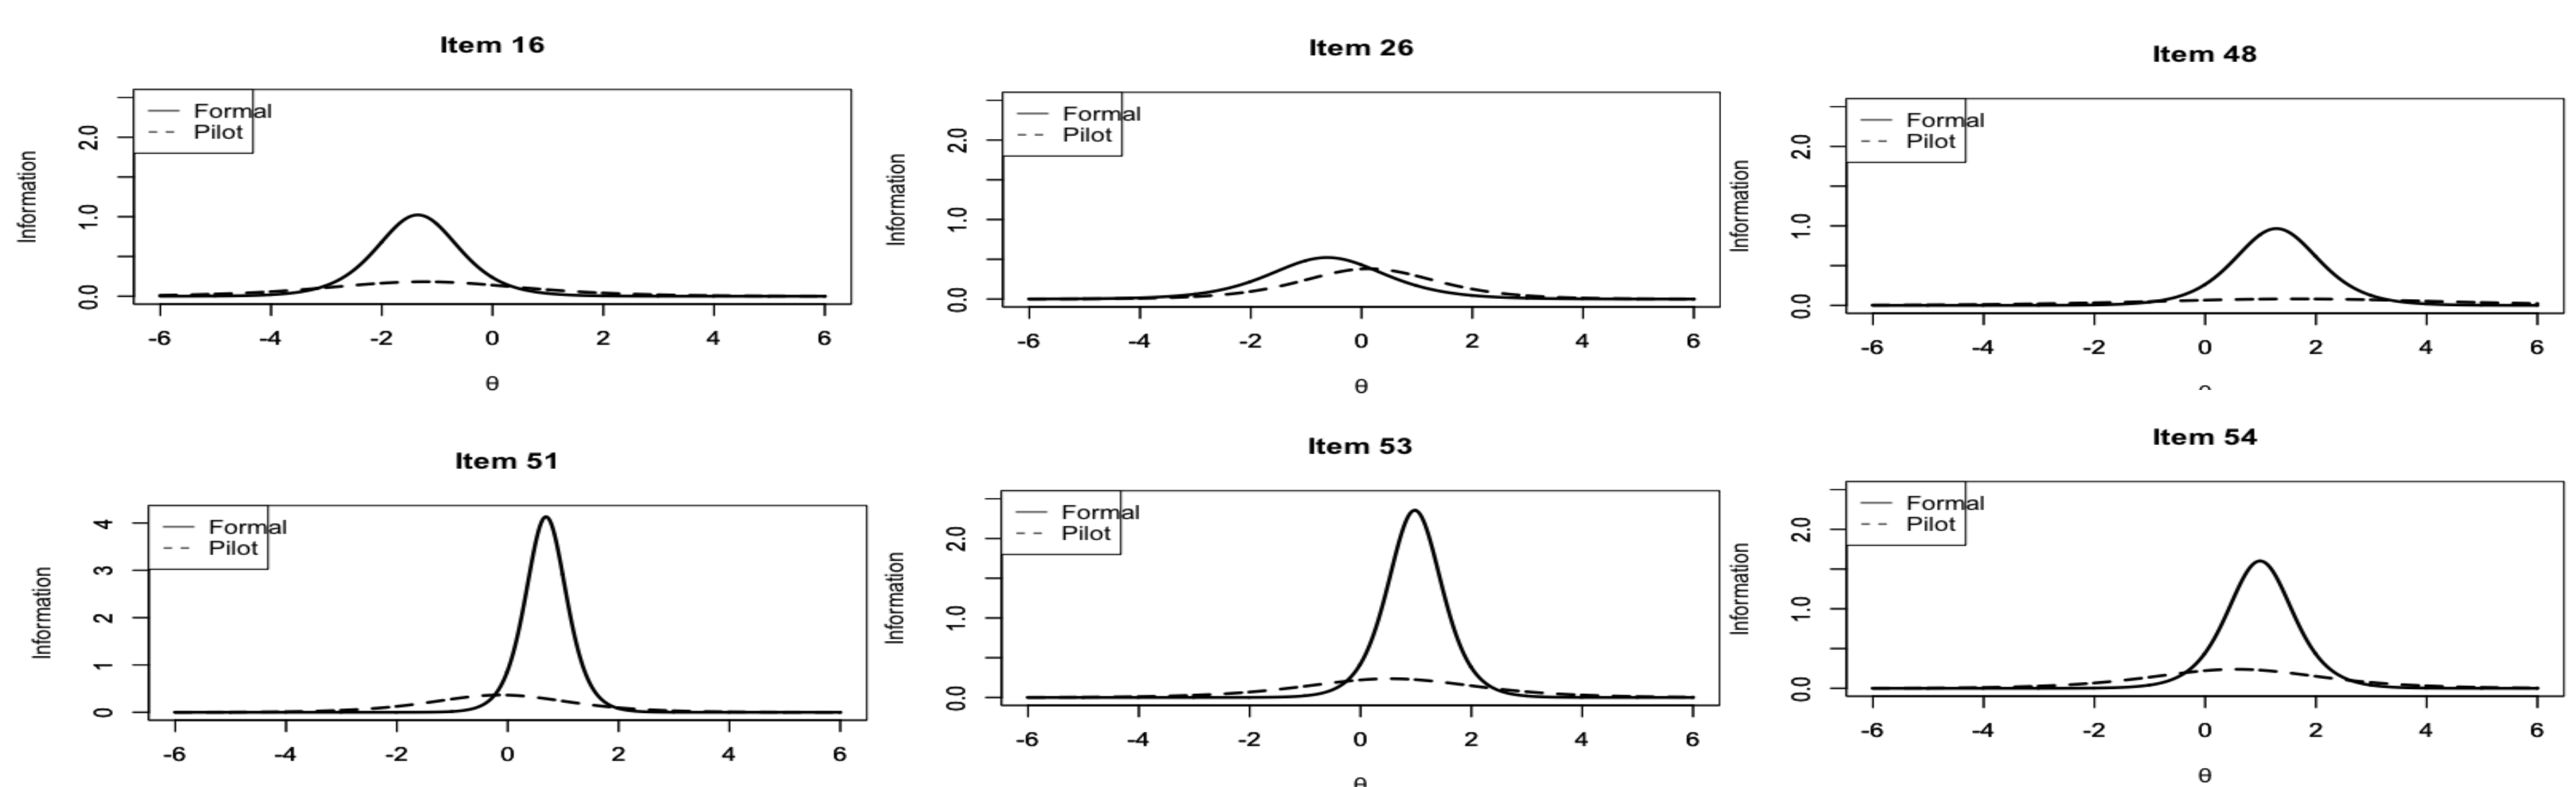 Item 16
Formal
Pilot
Information
0.0 1.0 2.0
-6 -4 -2 0 2 4 6
θ
Item 26
Formal
Pilot
Information
0.0 1.0 2.0
-6 -4 -2 0 2 4 6
θ
Item 48
Formal
Pilot
Information
0.0 1.0 2.0
-6 -4 -2 0 2 4 6
Item 51
Formal
Pilot
Information
0 1 2 3 4
-6 -4 -2 0 2 4 6
Item 53
Formal
Pilot
Information
0.0 1.0 2.0
-6 -4 -2 0 2 4 6
θ
Item 54
Formal
Pilot
Information
0.0 1.0 2.0
-6 -4 -2 0 2 4 6
θ